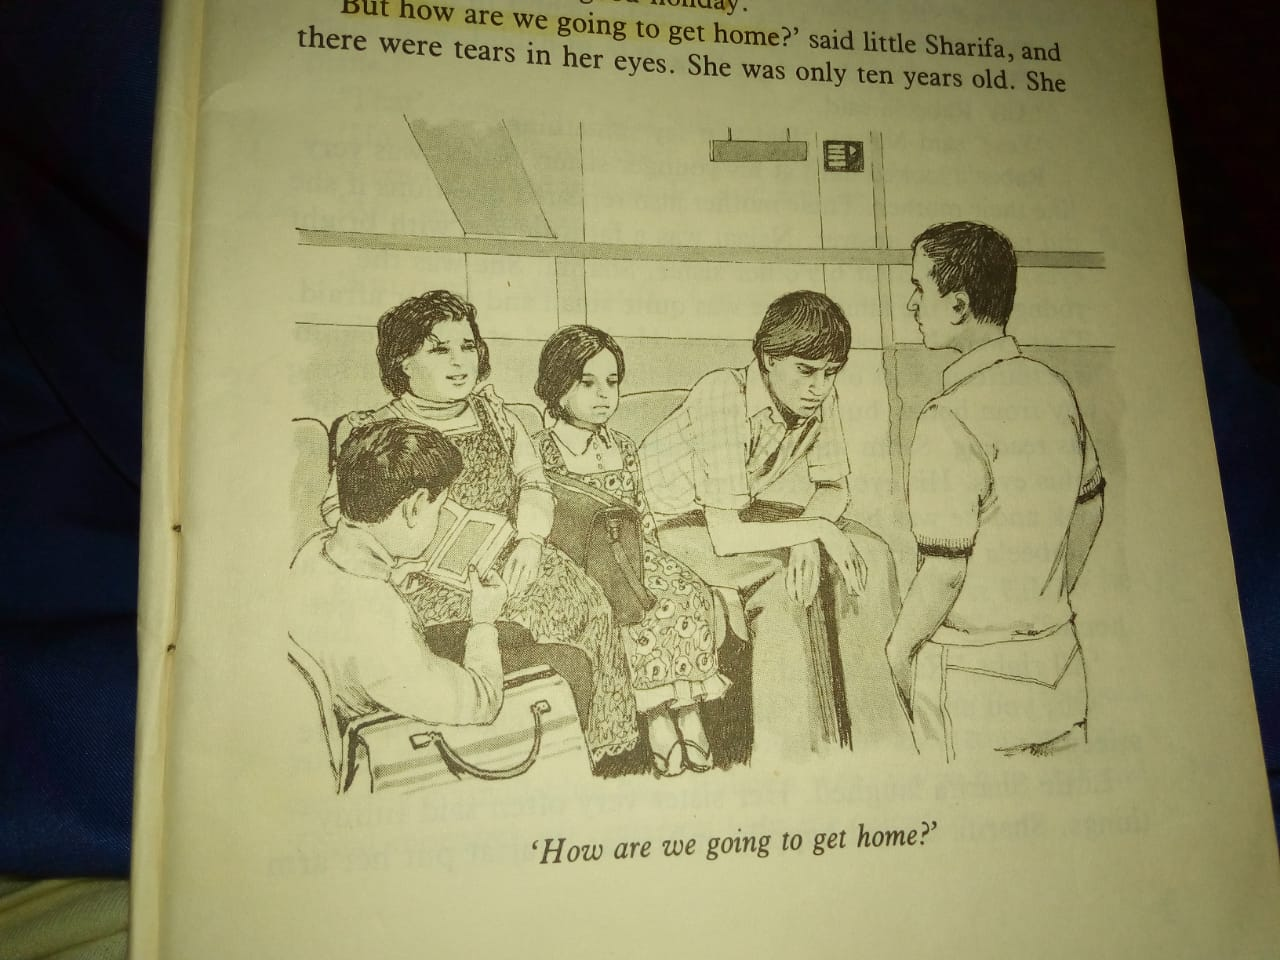 holiday.
'But how are we going to get home?' said little Sharifa, and
there were tears in her eyes. She was only ten years old. She
'How are we going to get home?'